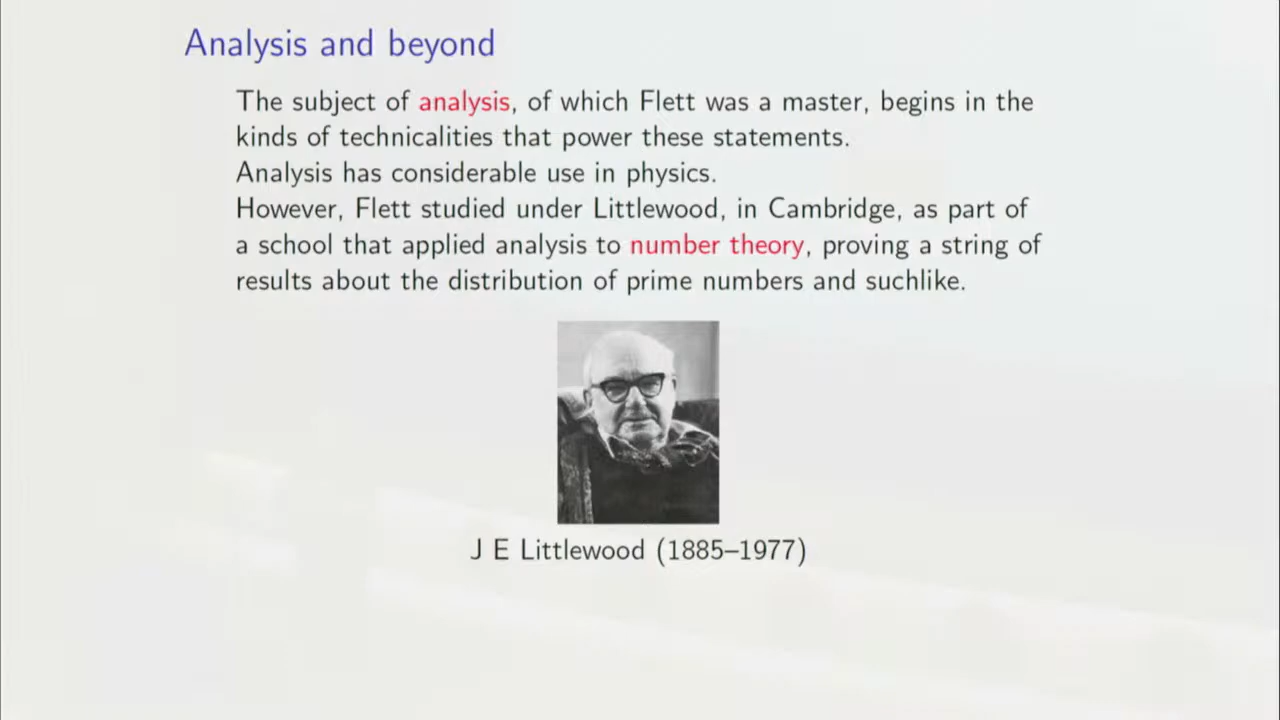 Analysis and beyond
The subject of analysis, of which Flett was a master, begins in the
kinds of technicalities that power these statements.
Analysis has considerable use in physics.
However, Flett studied under Littlewood, in Cambridge, as part of
a school that applied analysis to number theory, proving a string of
results about the distribution of prime numbers and suchlike.
J E Littlewood (1885–1977)